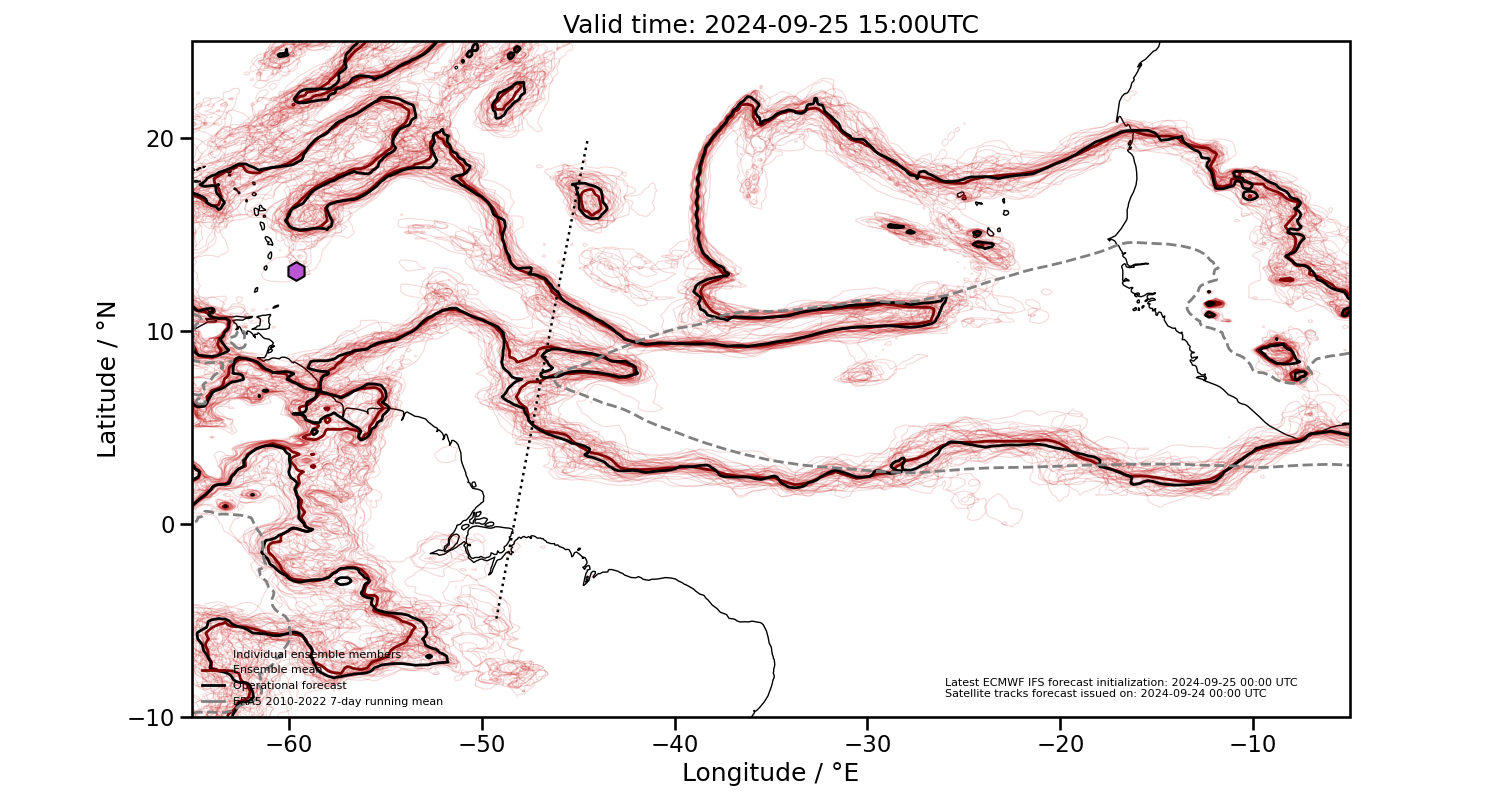 Valid time: 2024-09-25 15:00UTC
Latitude / °N
20
10
0
−10
Individual ensemble members
Ensemble mean
Operational forecast
ERA5 2010-2022 7-day running mean
Latest ECMWF IFS forecast initialization: 2024-09-25 00:00 UTC
Satellite tracks forecast issued on: 2024-09-24 00:00 UTC
−60
−50
−40
−30
−20
−10
Longitude / °E